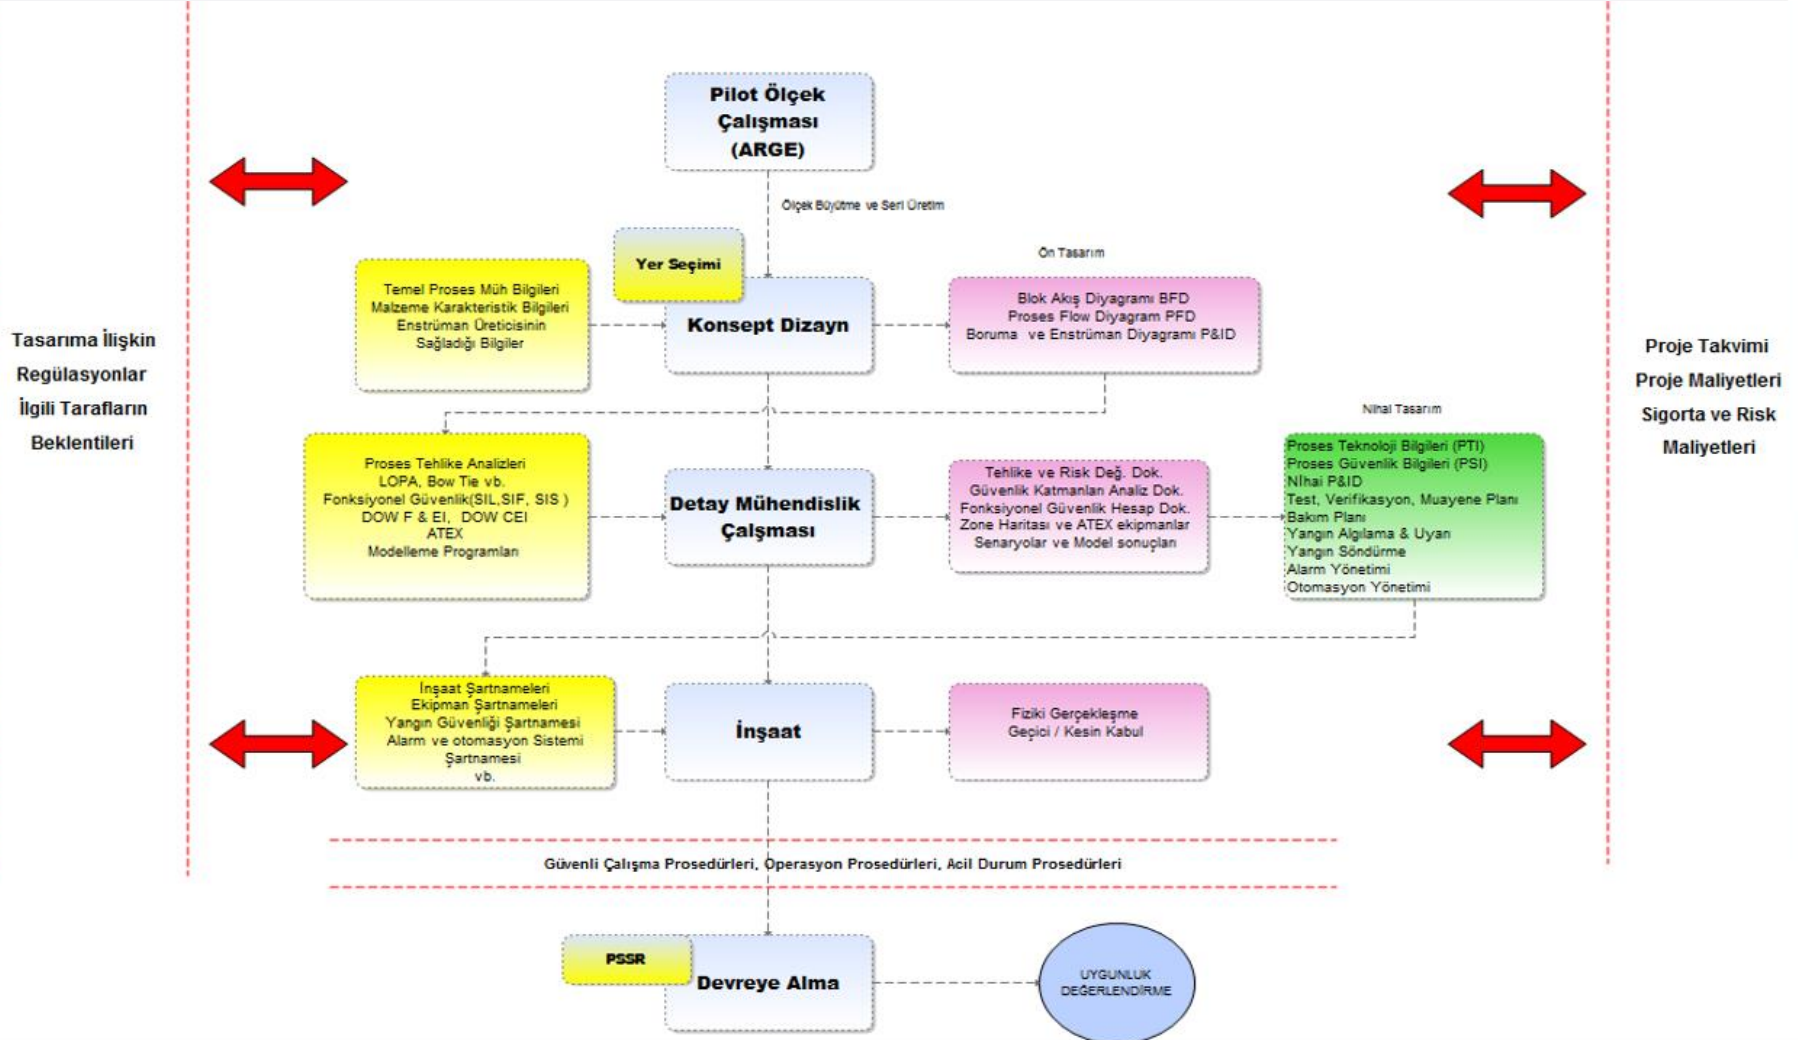 Pilot Ölçek
Çalışması
(ARGE)
Ölçek Büyütme ve Seri Üretim
Yer Seçimi
Ön Tasarım
Temel Proses Müh Bilgileri
Malzeme Karakteristik Bilgileri
Enstrüman Üreticisinin
Sağladığı Bilgiler
Konsept Dizayn
Blok Akış Diyagramı BFD
Proses Flow Diyagram PFD
Boruma ve Enstrüman Diyagramı P&ID
Tasarıma İlişkin
Regülasyonlar
İlgili Tarafların
Beklentileri
Proje Takvimi
Proje Maliyetleri
Sigorta ve Risk
Maliyetleri
Nihai Tasarım
Proses Tehlike Analizleri
LOPA, Bow Tie vb.
Fonksiyonel Güvenlik(SIL,SIF, SIS )
DOW F & EI, DOW CEI
ATEX
Modelleme Programları
Detay Mühendislik
Çalşması
Tehlike ve Risk Değ. Dok.
Güvenlik Katmanları Analiz Dok.
Fonksiyonel Güvenlik Hesap Dok.
Zone Haritası ve ATEX ekipmanlar
Senaryolar ve Model sonuçları
Proses Teknoloji Bilgileri (PTI)
Proses Güvenlik Bilgileri (PSI)
NIhai P&ID
Test, Verifikasyon, Muayene Planı
Bakım Planı
Yangın Algılama & Uyarı
Yangın Söndürme
Alarm Yönetimi
Otomasyon Yönetimi
İnşaat Şartnameleri
Ekipman Şartnameleri
Yangın Güvenliği Şartnamesi
Alarm ve otomasyon Sistemi
Şartnamesi
vb.
İnşaat
Fiziki Gerçekleşme
Geçici / Kesin Kabul
Güvenli Çalışma Prosedürleri, Operasyon Prosedürleri, Acil Durum Prosedürleri
PSSR
Devreye Alma
UYGUNLUK
DEĞERLENDİRME